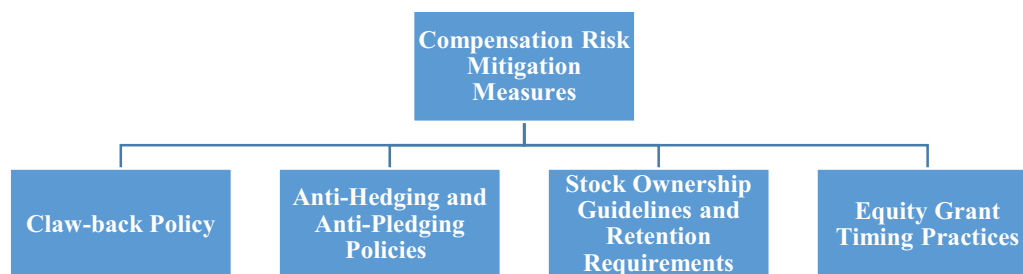 Compensation Risk
Mitigation
Measures
Claw-back Policy
Anti-Hedging and
Anti-Pledging
Policies
Stock Ownership
Guidelines and
Retention
Requirements
Equity Grant
Timing Practices